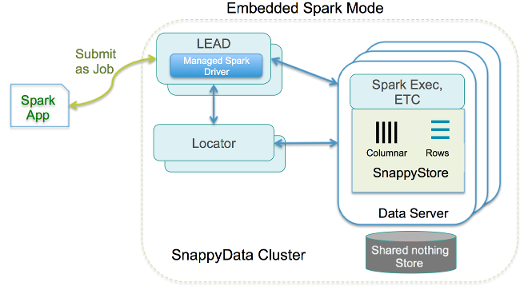 Embedded Spark Mode
Submit
as Job
LEAD
Managed Spark
Driver
Spark
App
Locator
Spark Exec,
ETC
Columnar
Rows
SnappyStore
Data Server
Shared nothing
Store
SnappyData Cluster